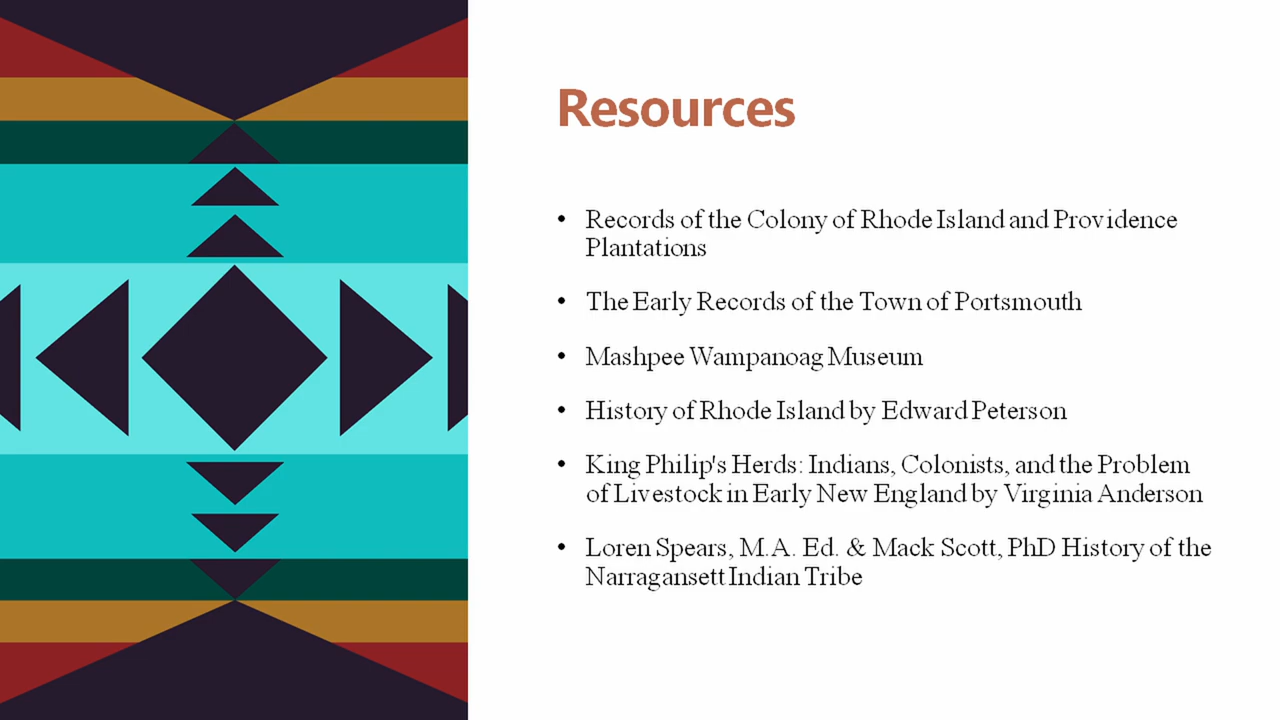 Resources
• Records of the Colony of Rhode Island and Providence
Plantations
• The Early Records of the Town of Portsmouth
• Mashpee Wampanoag Museum
• History of Rhode Island by Edward Peterson
• King Philip's Herds: Indians, Colonists, and the Problem
of Livestock in Early New England by Virginia Anderson
• Loren Spears, M.A. Ed. & Mack Scott, PhD History of the
Narragansett Indian Tribe